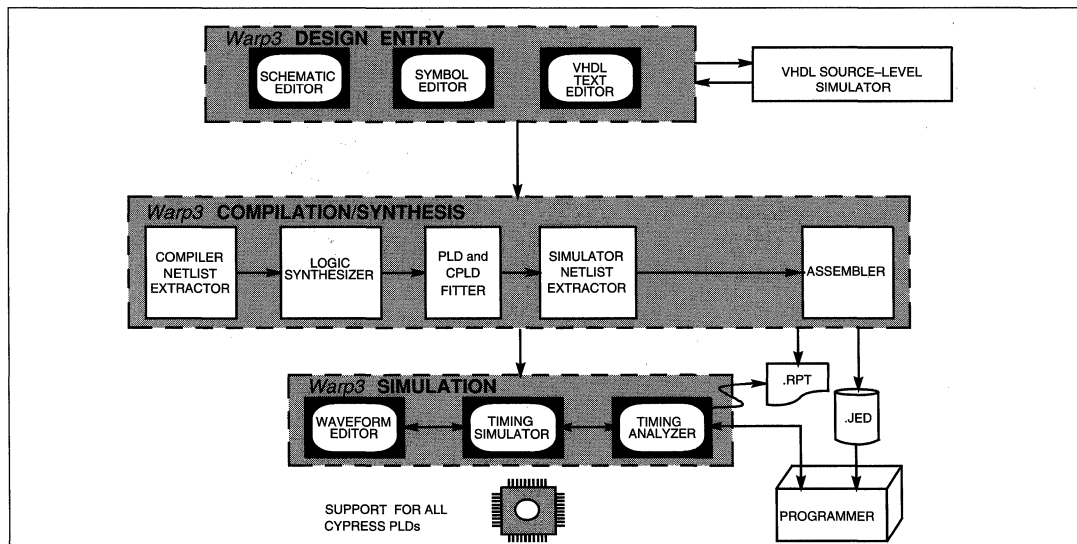 Warp3 DESIGN ENTRY
SCHEMATIC
EDITOR
SYMBOL
EDITOR
VHDL
TEXT
EDITOR
VHDL SOURCE–LEVEL
SIMULATOR
Warp3 COMPILATION/SYNTHESIS
COMPILER
NETLIST
EXTRACTOR
LOGIC
SYNTHESIZER
PLD and
CPLD
FITTER
SIMULATOR
NETLIST
EXTRACTOR
ASSEMBLER
Warp3 SIMULATION
WAVEFORM
EDITOR
TIMING
SIMULATOR
TIMING
ANALYZER
.RPT
.JED
PROGRAMMER
SUPPORT FOR ALL
CYPRESS PLDs